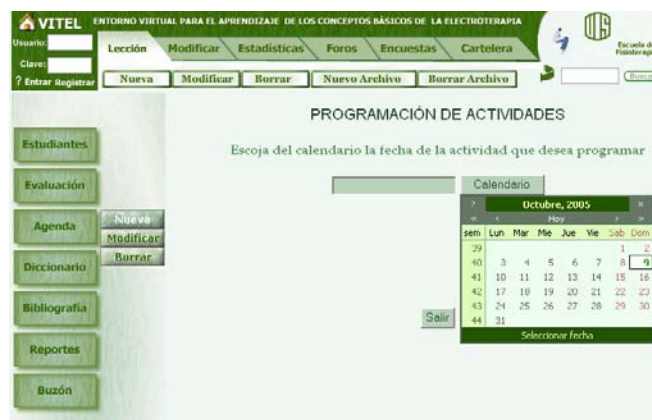 VITEL ENTORNO VIRTUAL PARA EL APRENDIZAJE DE LOS CONCEPTOS BÁSICOS DE LA ELECTROTERAPIA
Usuario:
Clave:
? Entrar Registrar
Lección Modificar Estadísticas Foros Encuestas Cartelera
UIS
Escuela de
Fisioterapia
Nueva Modificar Borrar Nuevo Archivo Borrar Archivo
Buscar
PROGRAMACIÓN DE ACTIVIDADES
Escoja del calendario la fecha de la actividad que desea programar
Estudiantes
Evaluación
Agenda
Diccionario
Bibliografia
Reportes
Buzón
Nueva
Modificar
Borrar
Calendario
? Octubre, 2005 ×
« ‹ Hoy › »
sem Lun Mar Mie Jue Vie Sab Dom
39 1 2
40 3 4 5 6 7 8 9
41 10 11 12 13 14 15 16
42 17 18 19 20 21 22 23
43 24 25 26 27 28 29 30
44 31
Seleccionar fecha
Salir